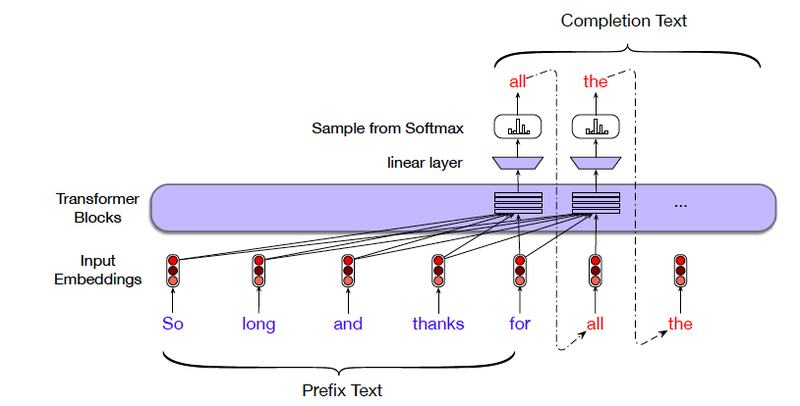 Completion Text
all the
Sample from Softmax
linear layer
Transformer
Blocks
...
Input
Embeddings
So long and thanks for all the
Prefix Text